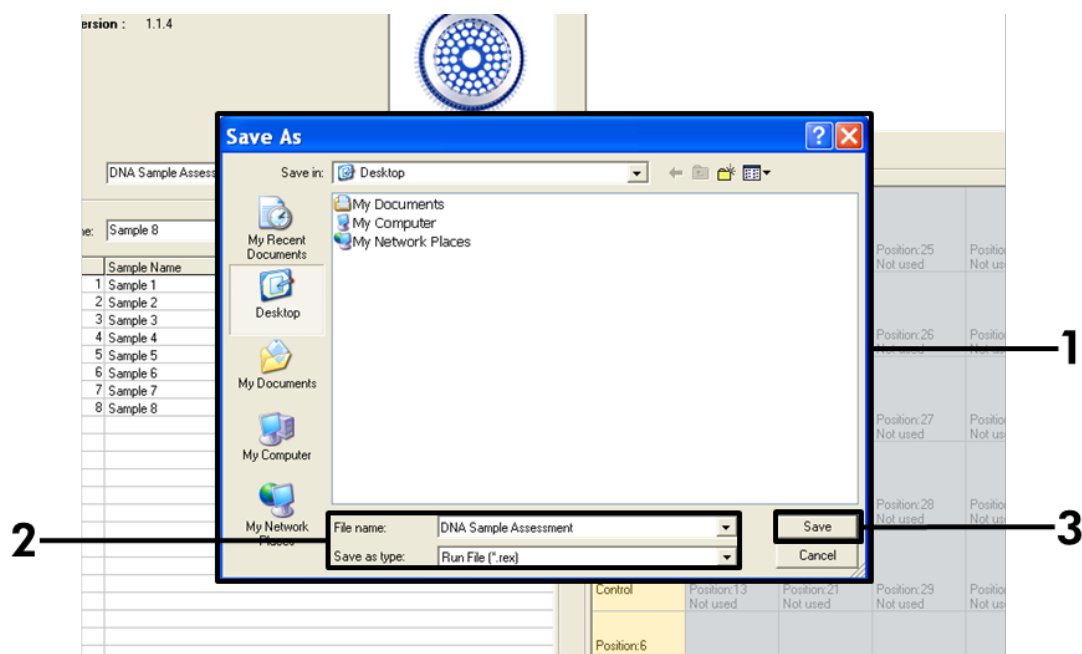 ersion : 1.1.4
Save As
DNA Sample Assess
Save in: Desktop
My Documents
My Computer
My Network Places
My Recent
Documents
Desktop
My Documents
My Computer
My Network
Places
e: Sample 8
Sample Name
1 Sample 1
2 Sample 2
3 Sample 3
4 Sample 4
5 Sample 5
6 Sample 6
7 Sample 7
8 Sample 8
File name: DNA Sample Assessment
Save as type: Run File (*.rex)
Save
Cancel
Position:25
Not used
Position:26
Position:27
Not used
Position:28
Not used
Control
Position:13
Not used
Position:21
Not used
Position:29
Not used
Position:6
1
2
3